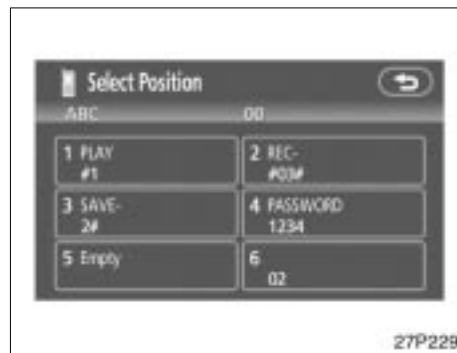 Select Position
ABC 00
1 PLAY
#1
2 REC-
#03#
3 SAVE-
2#
4 PASSWORD
1234
5 Empty
6
02
27P229